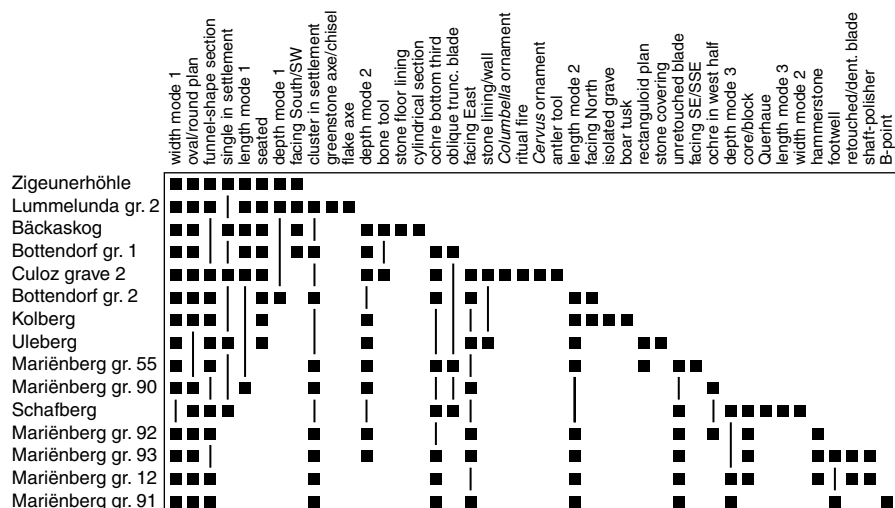 width mode 1
oval/round plan
funnel-shape section
single in settlement
length mode 1
seated
depth mode 1
facing South/SW
cluster in settlement
greenstone axe/chisel
flake axe
depth mode 2
bone tool
stone floor lining
cylindrical section
ochre bottom third
oblique trunc. blade
facing East
stone lining/wall
Columbella ornament
ritual fire
Cervus ornament
antler tool
length mode 2
facing North
isolated grave
boar tusk
rectanguloid plan
stone covering
unretouched blade
facing SE/SSE
ochre in west half
depth mode 3
core/block
Querhaue
length mode 3
width mode 2
hammerstone
footwell
retouched/dent. blade
shaft-polisher
B-point
Zigeunerhöhle
Lummelunda gr. 2
Bäckaskog
Bottendorf gr. 1
Culoz grave 2
Bottendorf gr. 2
Kolberg
Uleberg
Mariënberg gr. 55
Mariënberg gr. 90
Schafberg
Mariënberg gr. 92
Mariënberg gr. 93
Mariënberg gr. 12
Mariënberg gr. 91